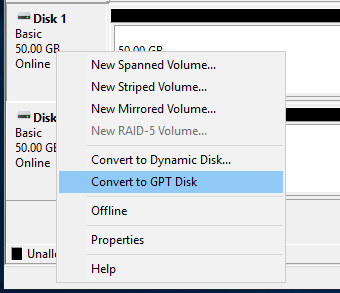 Disk 1
Basic
50.00 GB
Online
50.00 GB
New Spanned Volume...
New Striped Volume...
New Mirrored Volume...
New RAID-5 Volume...
Convert to Dynamic Disk...
Convert to GPT Disk
Offline
Properties
Help
Disk
Basic
50.00 GB
Online